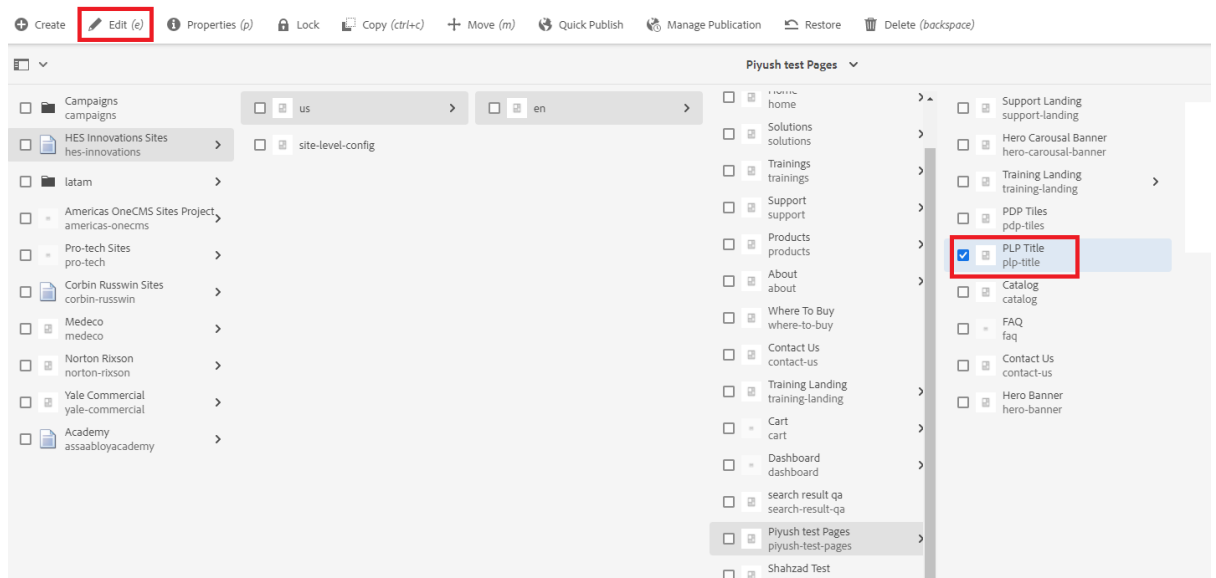 Create
Edit (e)
Properties (p)
Lock
Copy (ctrl+c)
Move (m)
Quick Publish
Manage Publication
Restore
Delete (backspace)
Piyush test Pages
Campaigns
campaigns
HES Innovations Sites
hes-innovations
latam
Americas OneCMS Sites Project
americas-onecms
Pro-tech Sites
pro-tech
Corbin Russwin Sites
corbin-russwin
Medeco
medeco
Norton Rixson
norton-rixson
Yale Commercial
yale-commercial
Academy
assaabloyacademy
us
site-level-config
en
Home
home
Solutions
solutions
Trainings
trainings
Support
support
Products
products
About
about
Where To Buy
where-to-buy
Contact Us
contact-us
Training Landing
training-landing
Cart
cart
Dashboard
dashboard
search result qa
search-result-qa
Piyush test Pages
piyush-test-pages
Shahzad Test
Support Landing
support-landing
Hero Carousal Banner
hero-carousal-banner
Training Landing
training-landing
PDP Tiles
pdp-tiles
PLP Title
plp-title
Catalog
catalog
FAQ
faq
Contact Us
contact-us
Hero Banner
hero-banner